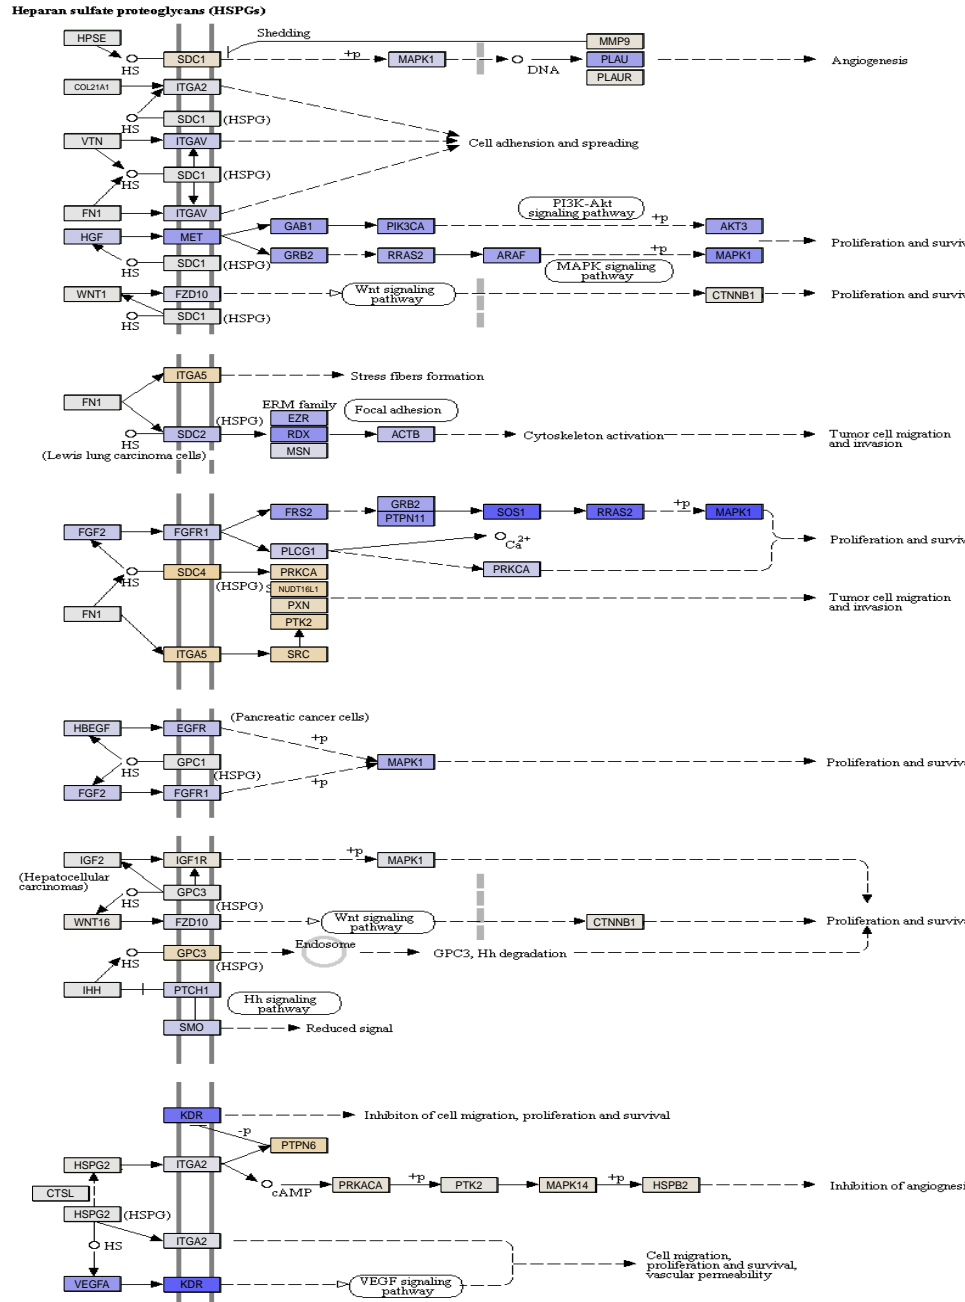 Heparan sulfate proteoglycans (HSPGs)
HPSE
Shedding
MMP9
HS
SDC1
+p
MAPK1
DNA
PLAU
Angiogenesis
PLAUR
COL21A1
ITGA2
HS
SDC1
(HSPG)
VTN
ITGAV
Cell adhension and spreading
HS
SDC1
(HSPG)
FN1
ITGAV
PI3K-Akt
signaling pathway
HGF
MET
GAB1
PIK3CA
+p
AKT3
Proliferation and surviv
HS
SDC1
(HSPG)
GRB2
RRAS2
ARAF
+p
MAPK1
MAPK signaling
pathway
WNT1
FZD10
Wnt signaling
pathway
CTNNB1
Proliferation and surviv
HS
SDC1
(HSPG)
ITGA5
Stress fibers formation
FN1
ERM family
Focal adhesion
(HSPG)
EZR
HS
SDC2
RDX
ACTB
Cytoskeleton activation
Tumor cell migration
and invasion
(Lewis lung carcinoma cells)
MSN
FGF2
FGFR1
FRS2
GRB2
PTPN11
SOS1
RRAS2
+p
MAPK1
Proliferation and surviv
PLCG1
Ca2+
PRKCA
HS
SDC4
(HSPG)
PRKCA
NUDT16L1
PXN
PTK2
Tumor cell migration
and invasion
FN1
ITGA5
SRC
(Pancreatic cancer cells)
HBEGF
EGFR
+p
HS
GPC1
(HSPG)
MAPK1
Proliferation and surviv
FGF2
FGFR1
+p
IGF2
IGF1R
+p
MAPK1
(Hepatocellular
carcinomas)
HS
GPC3
(HSPG)
WNT16
FZD10
Wnt signaling
pathway
CTNNB1
Proliferation and surviv
HS
GPC3
(HSPG)
Endosome
GPC3, Hh degradation
IHH
PTCH1
Hh signaling
pathway
SMO
Reduced signal
KDR
Inhibiton of cell migration, proliferation and survival
-p
PTPN6
HSPG2
ITGA2
cAMP
PRKACA
+p
PTK2
MAPK14
+p
HSPB2
Inhibition of angiognesi
CTSL
HSPG2
(HSPG)
HS
ITGA2
Cell migration,
proliferation and survival,
vascular permeability
VEGFA
KDR
VEGF signaling
pathway